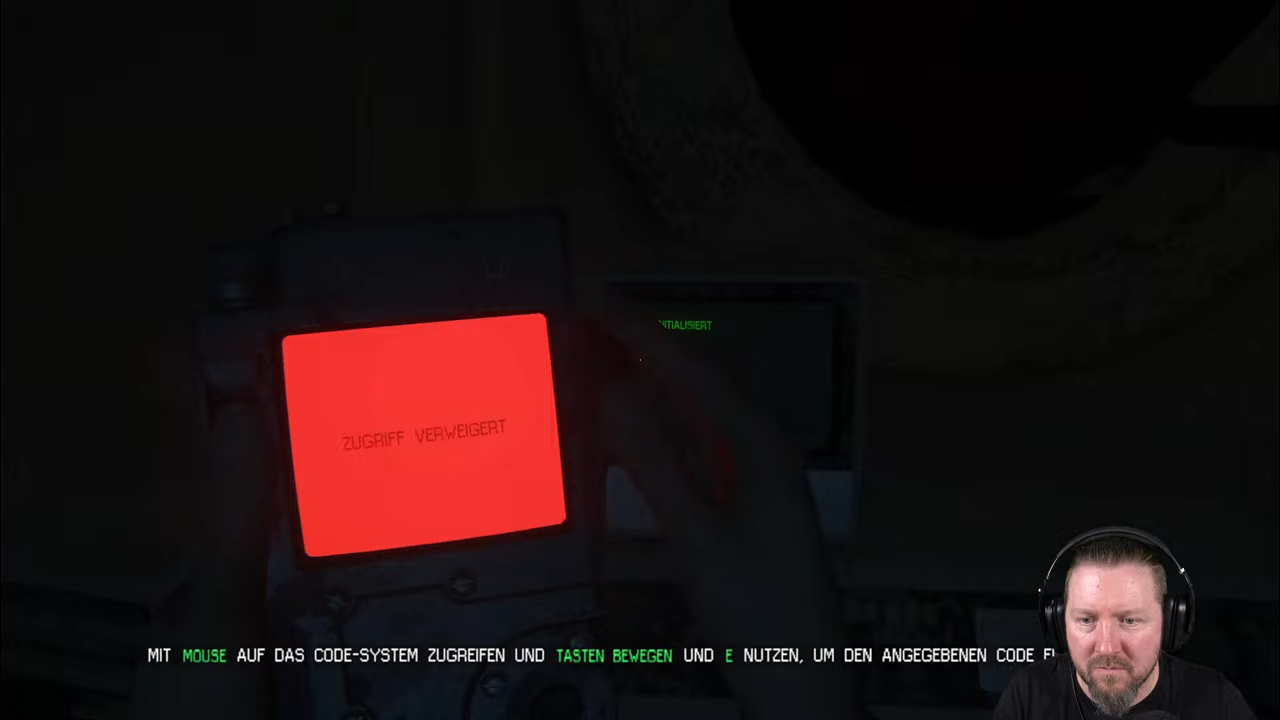 ZUGRIFF VERWEIGERT
MIT MOUSE AUF DAS CODE-SYSTEM ZUGREIFEN UND TASTEN BEWEGEN UND E NUTZEN, UM DEN ANGEGEBENEN CODE